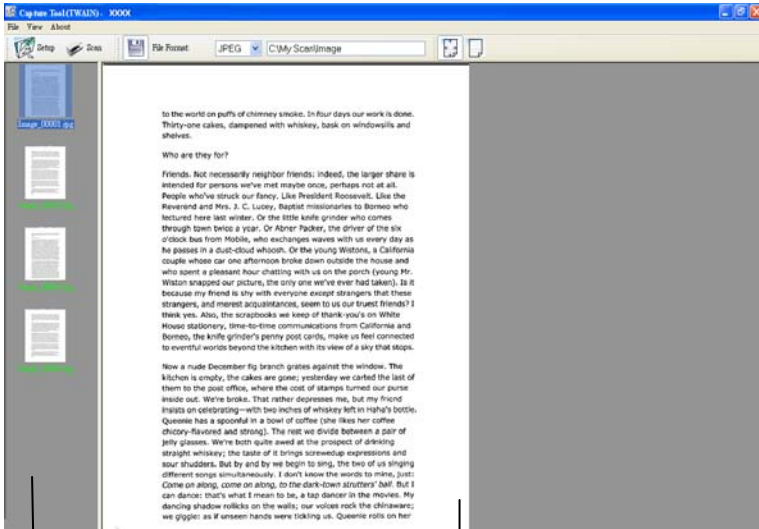 Capture Tool(TWAIN) - XXXX
File View About
Setup Scan File Format JPEG C:\My Scan\Image
Image_00001.jpg
to the world on puffs of chimney smoke. In four days our work is done.
Thirty-one cakes, dampened with whiskey, bask on windowsills and
shelves.
Who are they for?
Friends. Not necessarily neighbor friends: indeed, the larger share is
intended for persons we've met maybe once, perhaps not at all.
People who've struck our fancy. Like President Roosevelt. Like the
Reverend and Mrs. J. C. Lucey, Baptist missionaries to Borneo who
lectured here last winter. Or the little knife grinder who comes
through town twice a year. Or Abner Packer, the driver of the six
o'clock bus from Mobile, who exchanges waves with us every day as
he passes in a dust-cloud whoosh. Or the young Wistons, a California
couple whose car one afternoon broke down outside the house and
who spent a pleasant hour chatting with us on the porch (young Mr.
Wiston snapped our picture, the only one we've ever had taken). Is it
because my friend is shy with everyone except strangers that these
strangers, and merest acquaintances, seem to us our truest friends? I
think yes. Also, the scrapbooks we keep of thank-you's on White
House stationery, time-to-time communications from California and
Borneo, the knife grinder's penny post cards, make us feel connected
to eventful worlds beyond the kitchen with its view of a sky that stops.
Now a nude December fig branch grates against the window. The
kitchen is empty, the cakes are gone; yesterday we carted the last of
them to the post office, where the cost of stamps turned our purse
inside out. We're broke. That rather depresses me, but my friend
insists on celebrating—with two inches of whiskey left in Haha's bottle.
Queenie has a spoonful in a bowl of coffee (she likes her coffee
chicory-flavored and strong). The rest we divide between a pair of
jelly glasses. We're both quite awed at the prospect of drinking
straight whiskey; the taste of it brings screwedup expressions and
sour shudders. But by and by we begin to sing, the two of us singing
different songs simultaneously. I don't know the words to mine, just:
Come on along, come on along, to the dark-town strutters' ball. But I
can dance: that's what I mean to be, a tap dancer in the movies. My
dancing shadow rollicks on the walls; our voices rock the chinaware;
we giggle: as if unseen hands were tickling us. Queenie rolls on her